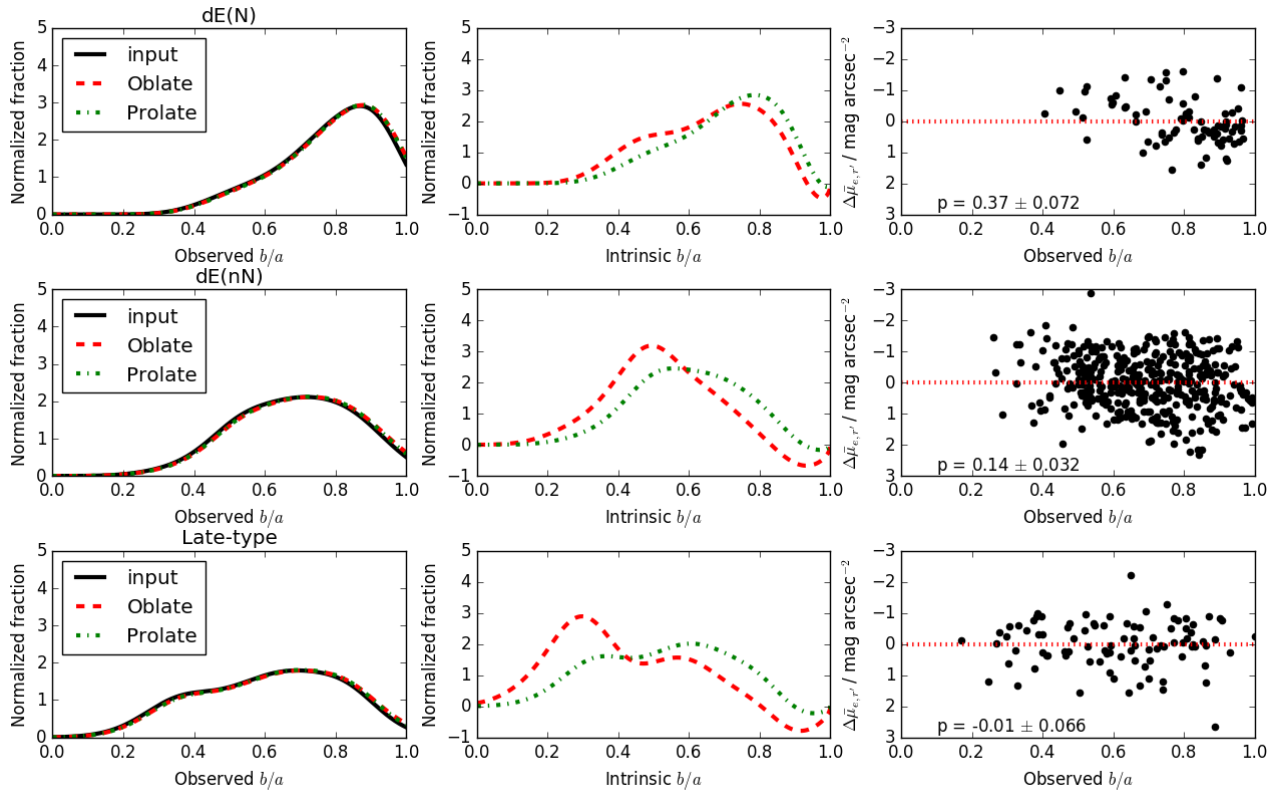 dE(N)
5
4
3
2
1
0
Normalized fraction
input
Oblate
Prolate
0.0 0.2 0.4 0.6 0.8 1.0
Observed b/a
5
4
3
2
1
0
−1
Normalized fraction
0.0 0.2 0.4 0.6 0.8 1.0
Intrinsic b/a
−3
−2
−1
0
1
2
3
Δμ̄e,r′ / mag arcsec−2
p = 0.37 ± 0.072
0.0 0.2 0.4 0.6 0.8 1.0
Observed b/a
dE(nN)
5
4
3
2
1
0
Normalized fraction
input
Oblate
Prolate
0.0 0.2 0.4 0.6 0.8 1.0
Observed b/a
5
4
3
2
1
0
−1
Normalized fraction
0.0 0.2 0.4 0.6 0.8 1.0
Intrinsic b/a
−3
−2
−1
0
1
2
3
Δμ̄e,r′ / mag arcsec−2
p = 0.14 ± 0.032
0.0 0.2 0.4 0.6 0.8 1.0
Observed b/a
Late-type
5
4
3
2
1
0
Normalized fraction
input
Oblate
Prolate
0.0 0.2 0.4 0.6 0.8 1.0
Observed b/a
5
4
3
2
1
0
−1
Normalized fraction
0.0 0.2 0.4 0.6 0.8 1.0
Intrinsic b/a
−3
−2
−1
0
1
2
3
Δμ̄e,r′ / mag arcsec−2
p = -0.01 ± 0.066
0.0 0.2 0.4 0.6 0.8 1.0
Observed b/a